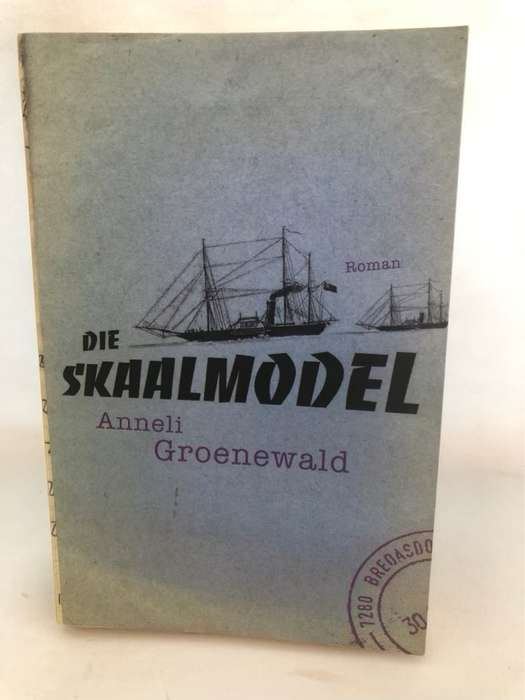 Roman
DIE
SKAALMODEL
Anneli
Groenewald
7280 BREDASDO
30